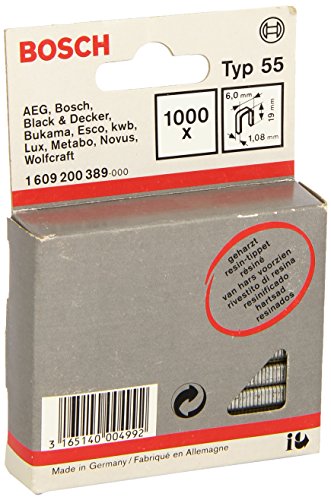 BOSCH
Typ 55
AEG, Bosch,
Black & Decker,
Bukama, Esco, kwb,
Lux, Metabo, Novus,
Wolfcraft
1 609 200 389-000
1000
x
6,0 mm
19 mm
1,08 mm
geharzt
resin-tippet
résiné
van hars voorzien
rivestito di resina
resinificado
hartsad
resinados
3 165140 004992
Made in Germany / Fabriqué en Allemagne